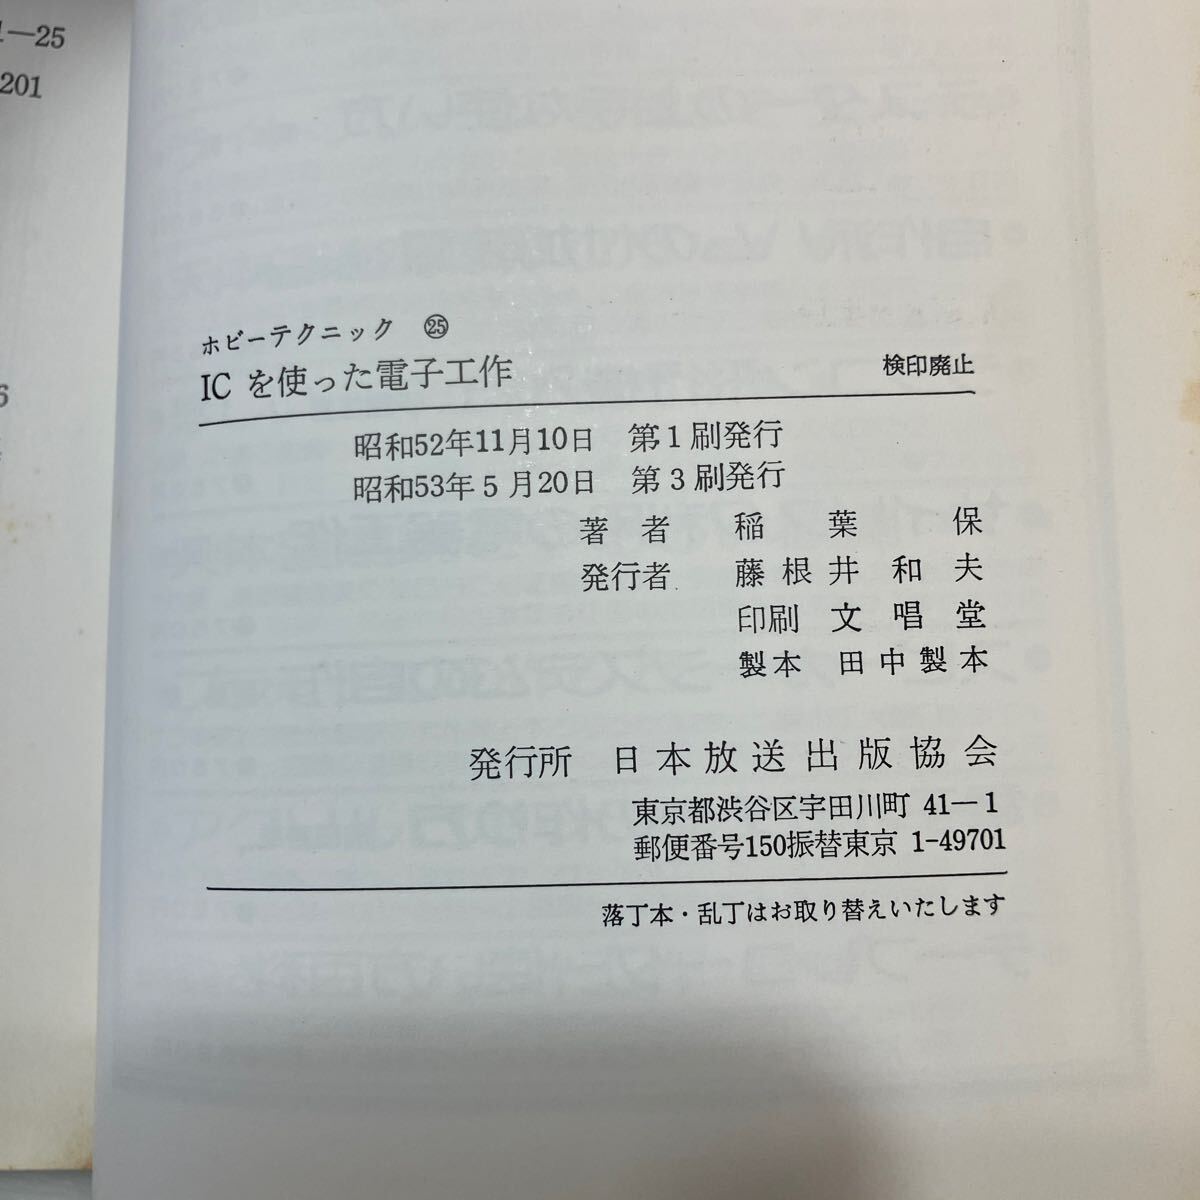 1—25
201
6
ホビーテクニック ㉕
ICを使った電子工作 検印廃止
昭和52年11月10日 第1刷発行
昭和53年5月20日 第3刷発行
著者 稲葉保
発行者 藤根井和夫
印刷 文唱堂
製本 田中製本
発行所 日本放送出版協会
東京都渋谷区宇田川町 41—1
郵便番号150振替東京 1-49701
落丁本・乱丁はお取り替えいたします